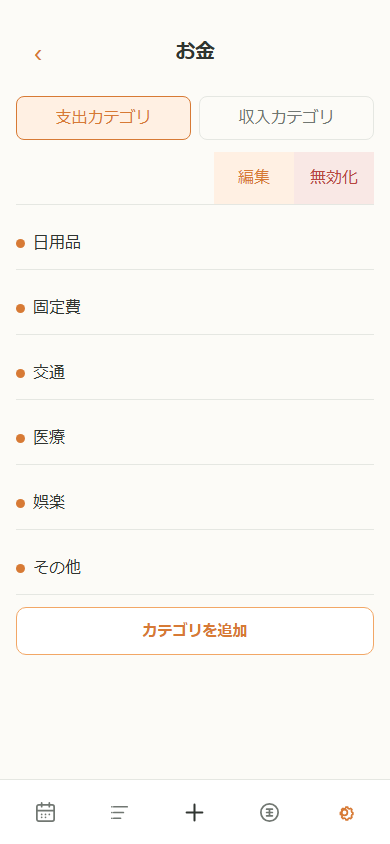 お金
支出カテゴリ
収入カテゴリ
編集
無効化
日用品
固定費
交通
医療
娯楽
その他
カテゴリを追加